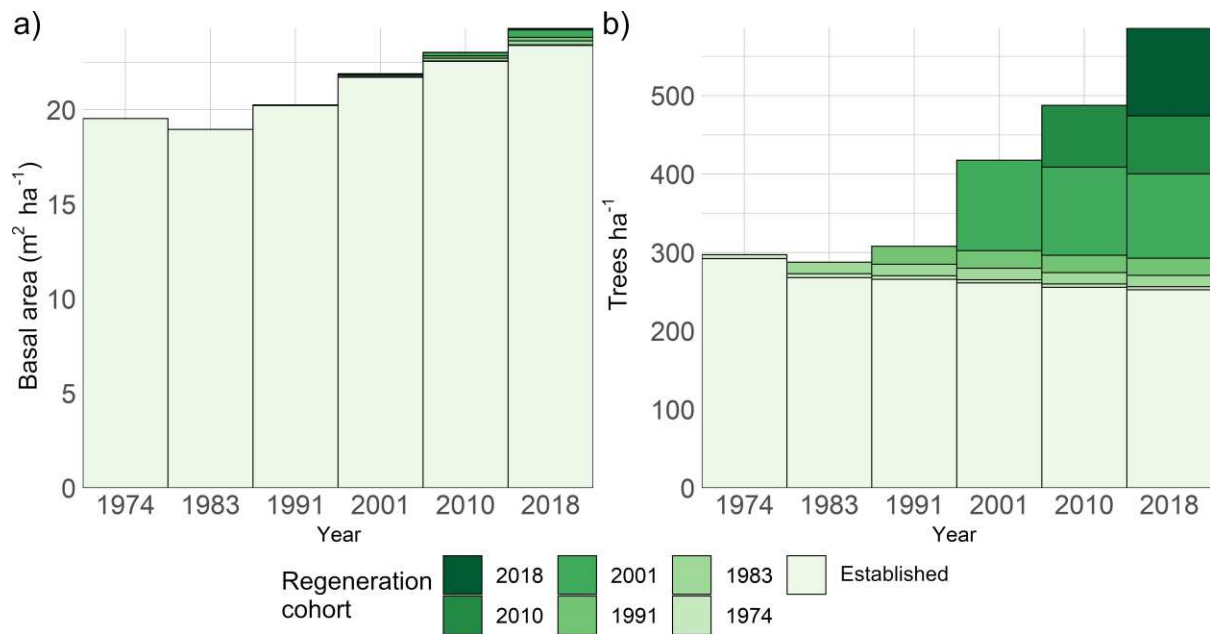 a)
Basal area (m² ha⁻¹)
20
15
10
5
0
1974 1983 1991 2001 2010 2018
Year
b)
Trees ha⁻¹
500
400
300
200
100
0
1974 1983 1991 2001 2010 2018
Year
Regeneration
cohort
2018 2001 1983 Established
2010 1991 1974